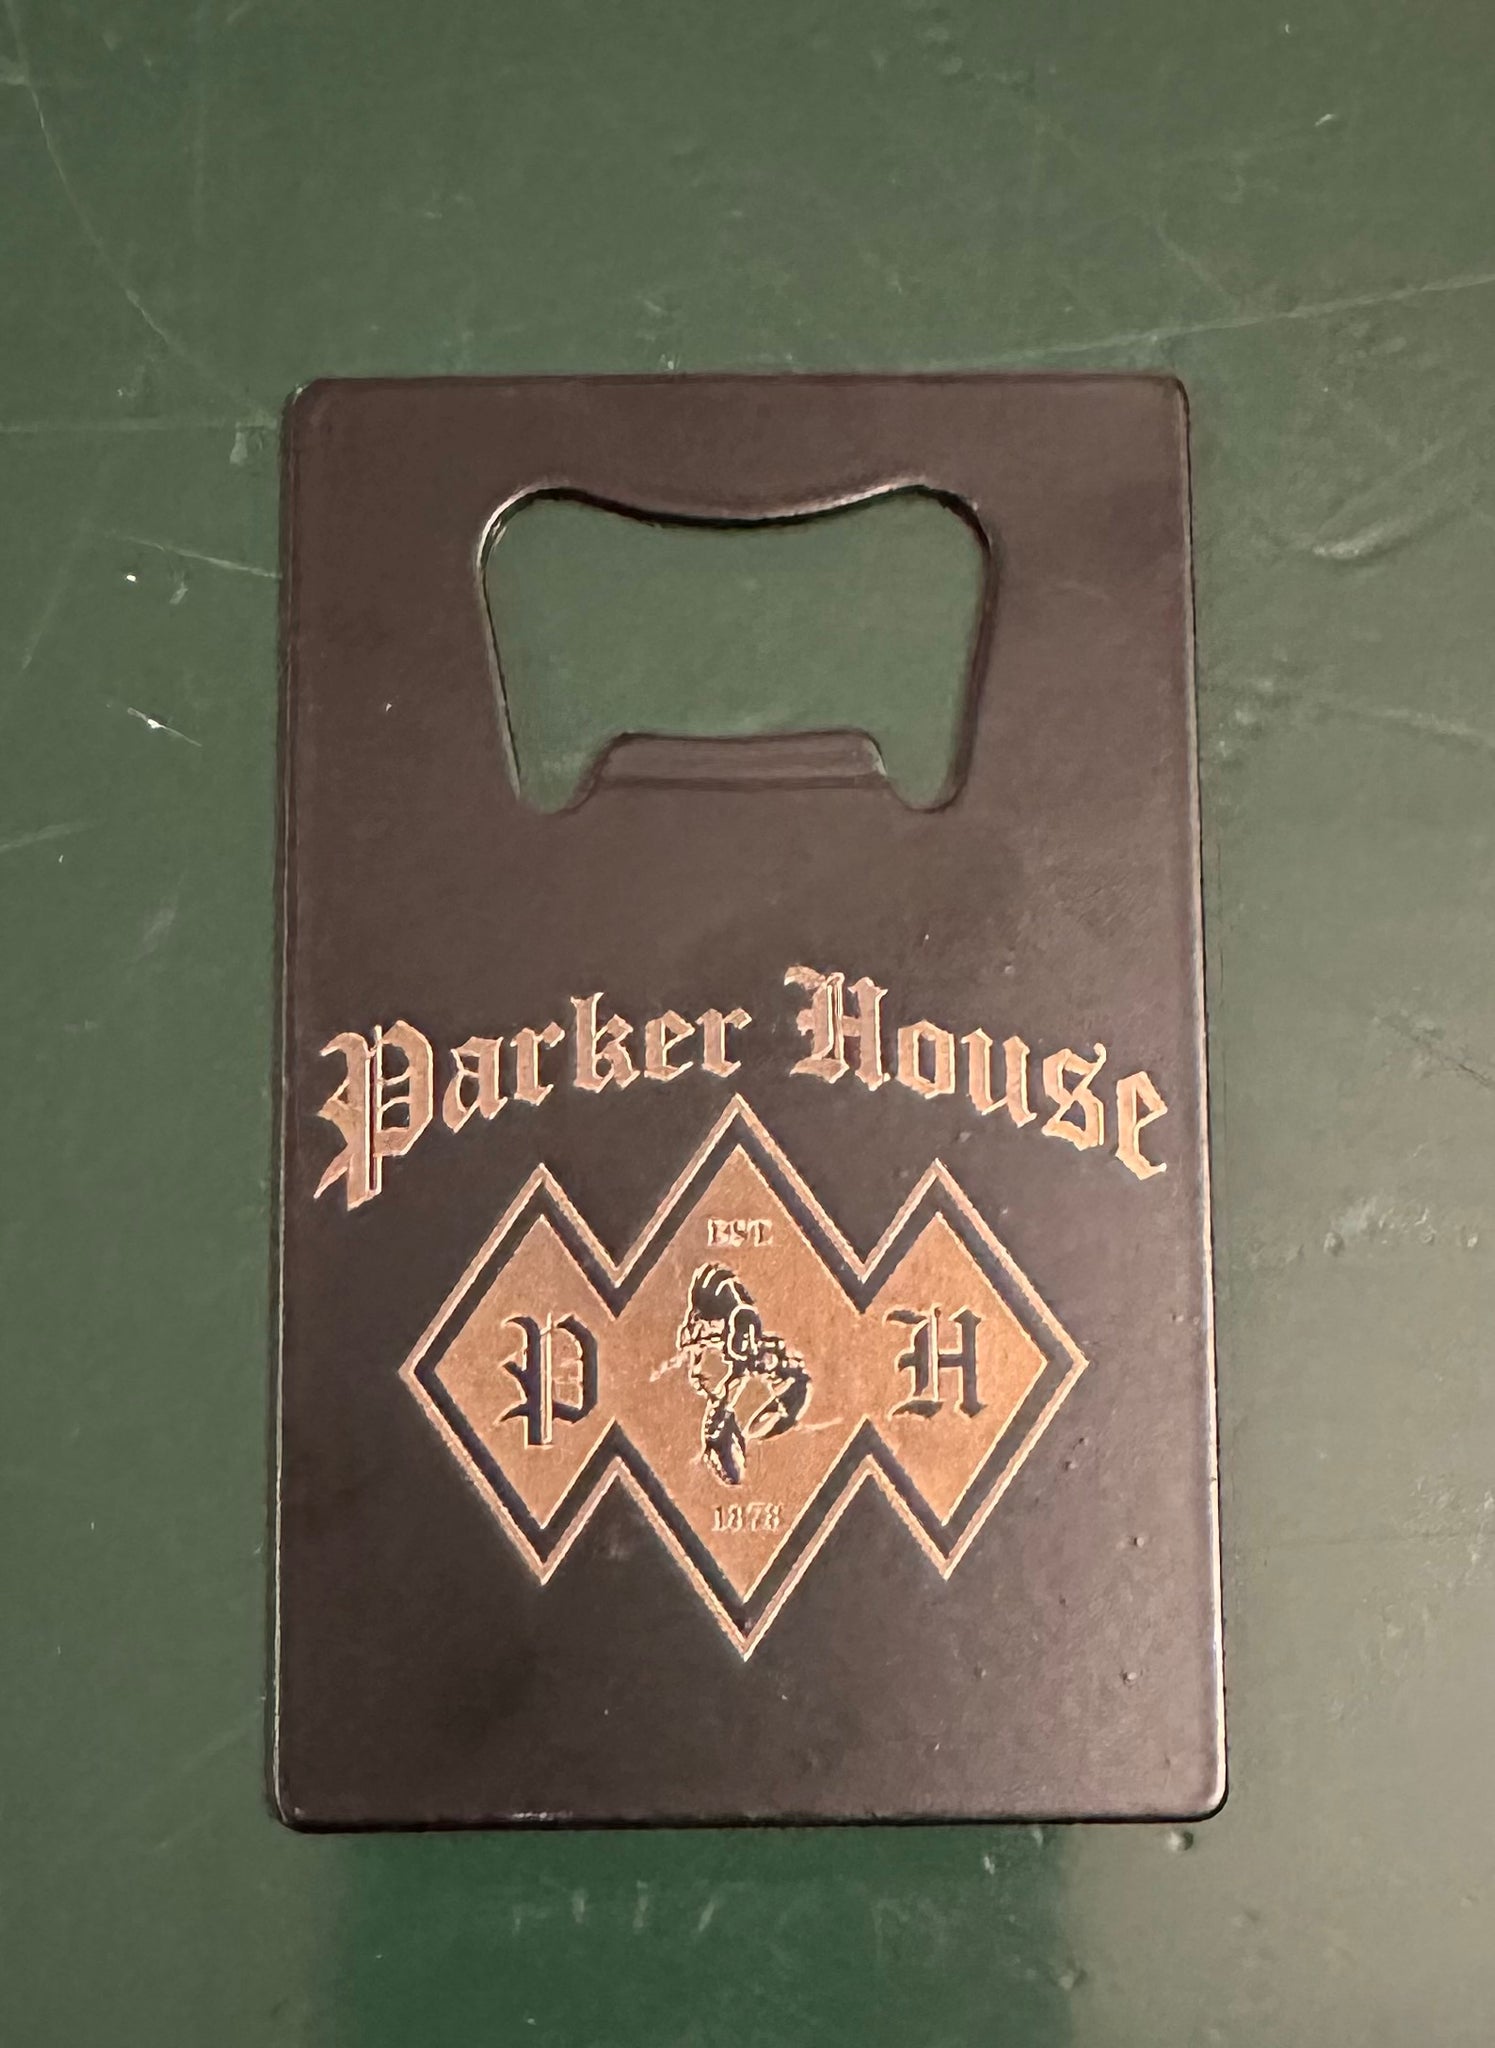 Parker House
EST.
P H
1878